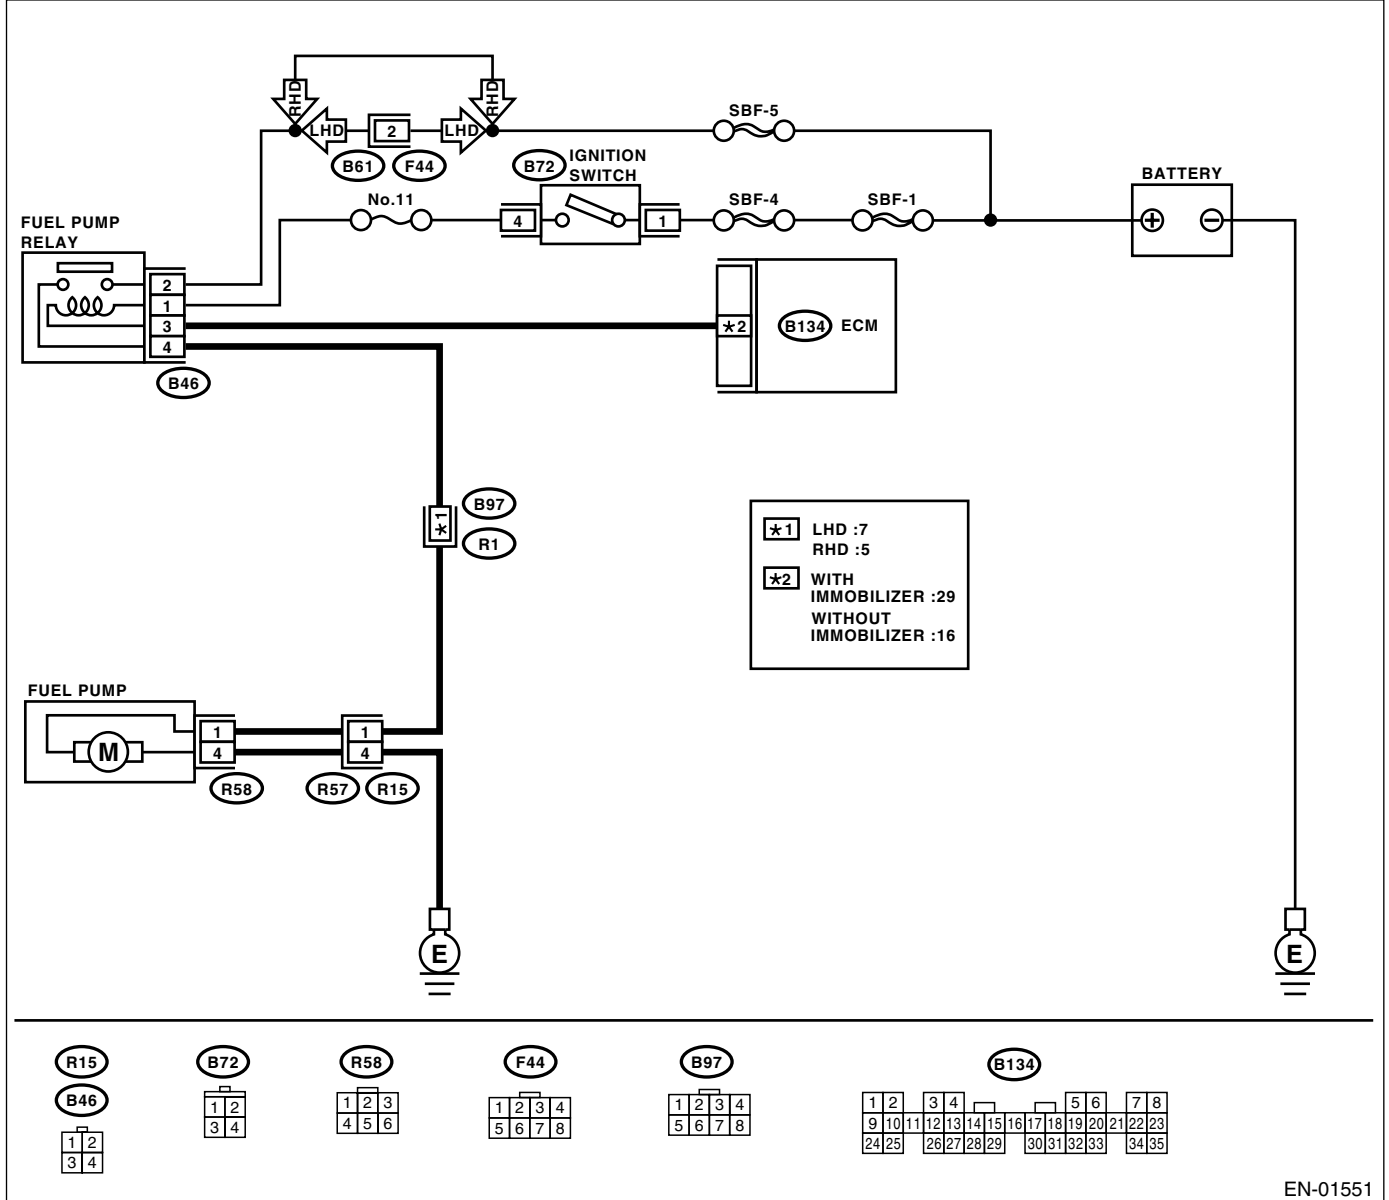 RHD
RHD
LHD
2
LHD
SBF-5
B61
F44
B72
IGNITION
SWITCH
BATTERY
No.11
4
1
SBF-4
SBF-1
+
−
FUEL PUMP
RELAY
2
1
3
4
B46
*2
B134
ECM
B97
*1
R1
*1 LHD :7
RHD :5
*2 WITH
IMMOBILIZER :29
WITHOUT
IMMOBILIZER :16
FUEL PUMP
M
1
4
1
4
R58
R57
R15
E
E
R15
B72
R58
F44
B97
B134
B46
1 2
3 4
1 2
3 4
1 2 3
4 5 6
1 2 3 4
5 6 7 8
1 2 3 4
5 6 7 8
1 2 3 4 5 6 7 8
9 10 11 12 13 14 15 16 17 18 19 20 21 22 23
24 25 26 27 28 29 30 31 32 33 34 35
EN-01551